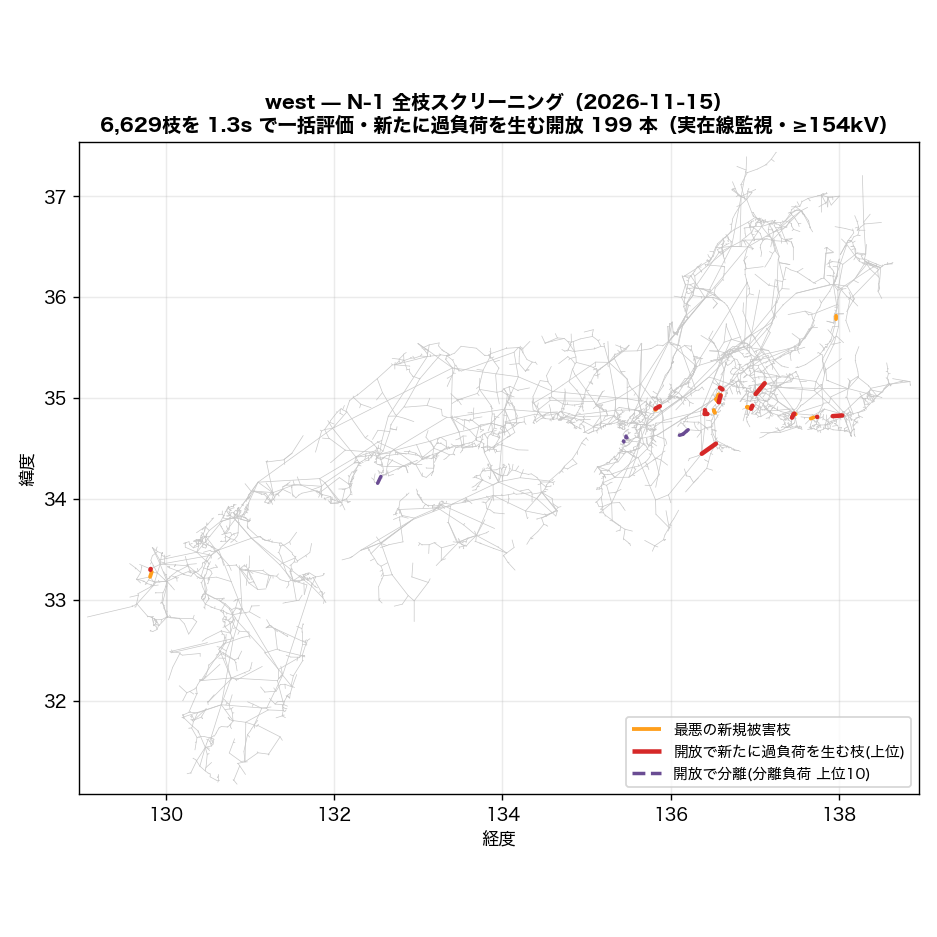 west — N-1 全枝スクリーニング（2026-11-15）
6,629枝を 1.3s で一括評価・新たに過負荷を生む開放 199 本（実在線監視・≥154kV）
37
36
35
34
33
32
緯度
130
132
134
136
138
経度
最悪の新規被害枝
開放で新たに過負荷を生む枝(上位)
開放で分離(分離負荷 上位10)